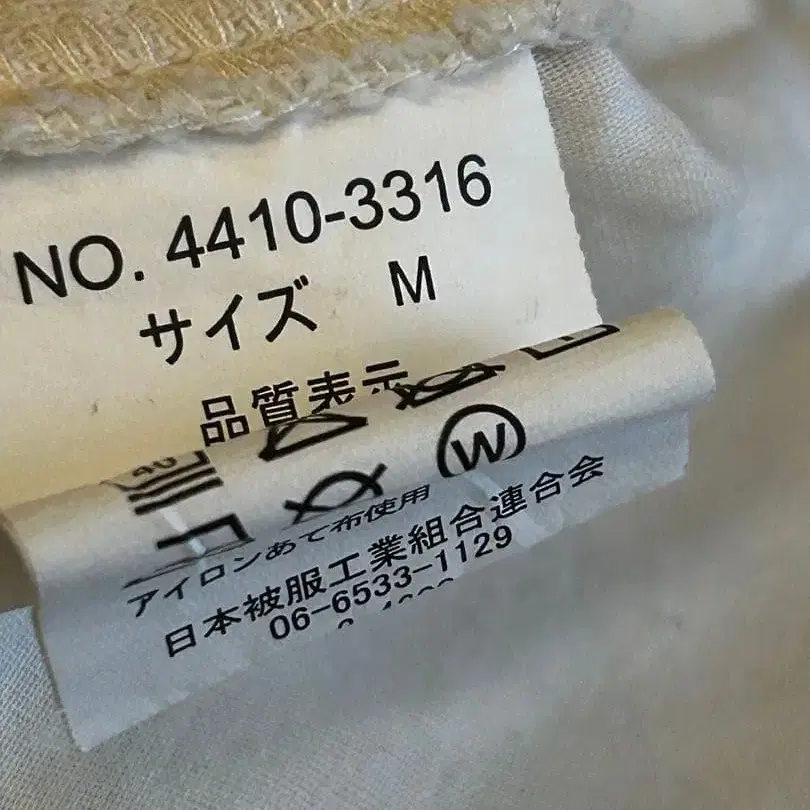 NO. 4410-3316
サイズ M
品質表示
40
W
アイロンあて布使用
日本被服工業組合連合会
06-6533-1129